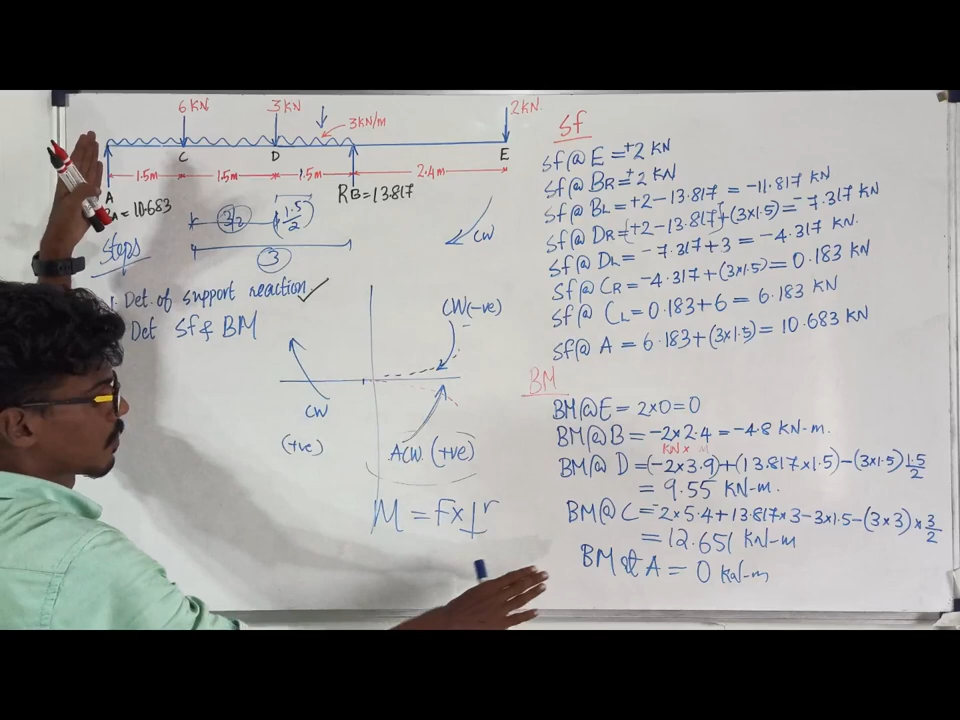 6KN 3KN 3KN/m 2KN
C D E
1.5m 1.5m 1.5m 2.4m
A
RB=13.817
=10.683
3/2 1.5/2
3
CW
Steps
1. Det. of support reaction
Det Sf & BM
CW(-ve)
CW
(+ve)
ACW. (+ve)
M = F x ⊥r
Sf
Sf@ E = +2 KN
Sf@ BR = +2 KN
Sf@ BL = +2-13.817 = -11.817 KN
Sf@ DR = (+2-13.817)+(3x1.5) = -7.317 KN
Sf@ DL = -7.317+3 = -4.317 KN.
Sf@ CR = -4.317+(3x1.5) = 0.183 KN
Sf@ CL = 0.183+6 = 6.183 KN
Sf@ A = 6.183+(3x1.5) = 10.683 KN
BM
BM@E = 2x0=0
BM@B = -2x2.4 = -4.8 KN-m.
KN x m
BM@ D = (-2x3.9)+(13.817x1.5)-(3x1.5)1.5/2
= 9.55 KN-m.
BM@ C = -2x5.4+13.817x3-3x1.5-(3x3)x3/2
= 12.651 KN-m
BM at A = 0 KN-m